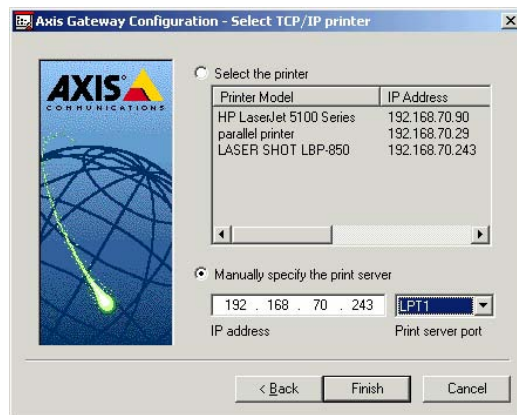 Axis Gateway Configuration - Select TCP/IP printer
AXIS
COMMUNICATIONS
Select the printer
Printer Model IP Address
HP LaserJet 5100 Series 192.168.70.90
parallel printer 192.168.70.29
LASER SHOT LBP-850 192.168.70.243
Manually specify the print server
192 . 168 . 70 . 243 LPT1
IP address Print server port
< Back Finish Cancel